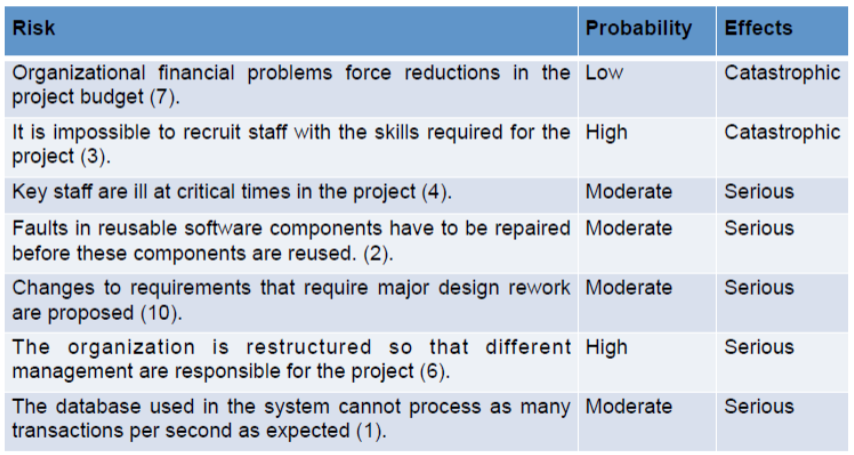 Risk Probability Effects
Organizational financial problems force reductions in the Low Catastrophic
project budget (7).
It is impossible to recruit staff with the skills required for the High Catastrophic
project (3).
Key staff are ill at critical times in the project (4). Moderate Serious
Faults in reusable software components have to be repaired Moderate Serious
before these components are reused. (2).
Changes to requirements that require major design rework Moderate Serious
are proposed (10).
The organization is restructured so that different High Serious
management are responsible for the project (6).
The database used in the system cannot process as many Moderate Serious
transactions per second as expected (1).